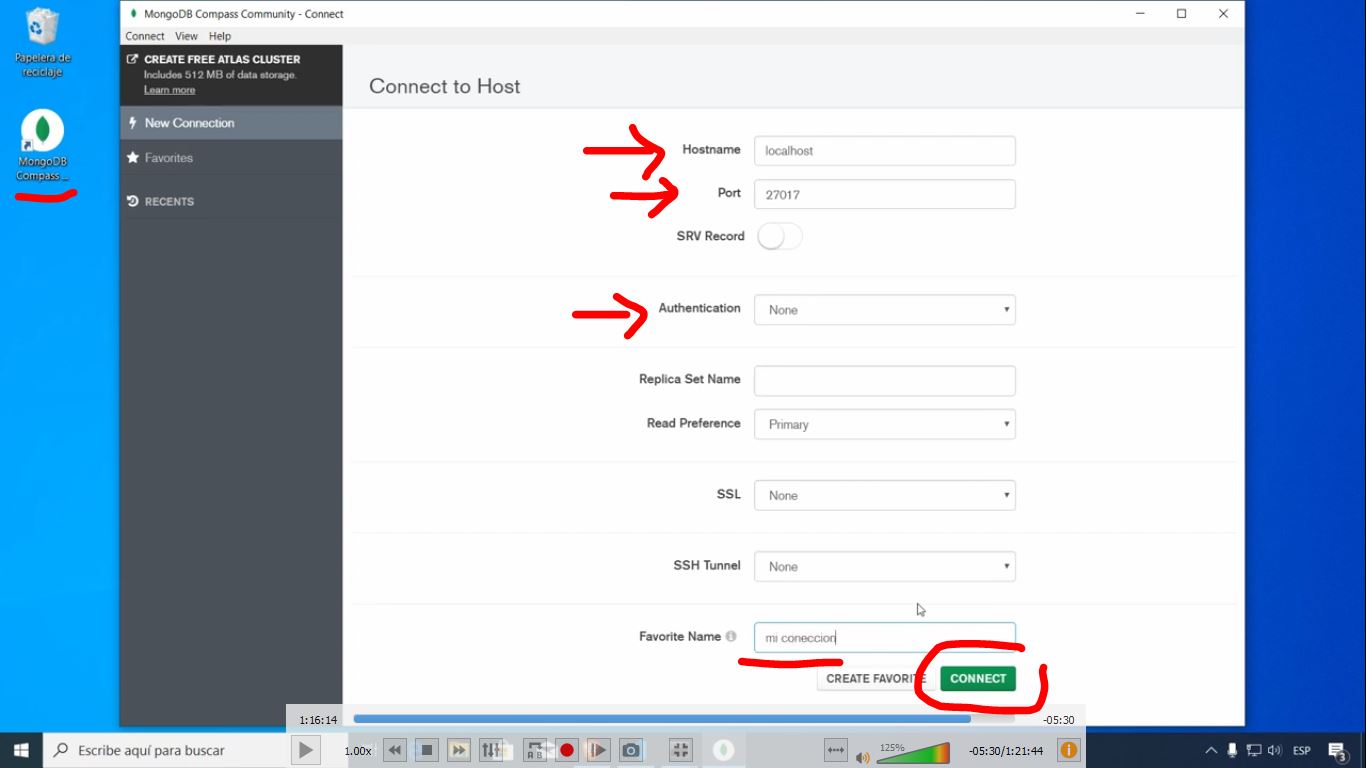 Papelera de
reciclaje
MongoDB
Compass ...
MongoDB Compass Community - Connect
Connect View Help
CREATE FREE ATLAS CLUSTER
Includes 512 MB of data storage.
Learn more
New Connection
Favorites
RECENTS
Connect to Host
Hostname localhost
Port 27017
SRV Record
Authentication None
Replica Set Name
Read Preference Primary
SSL None
SSH Tunnel None
Favorite Name mi coneccion
CREATE FAVORITE CONNECT
1:16:14 -05:30
Escribe aquí para buscar
1.00x
A B
125%
-05:30/1:21:44
ESP
3